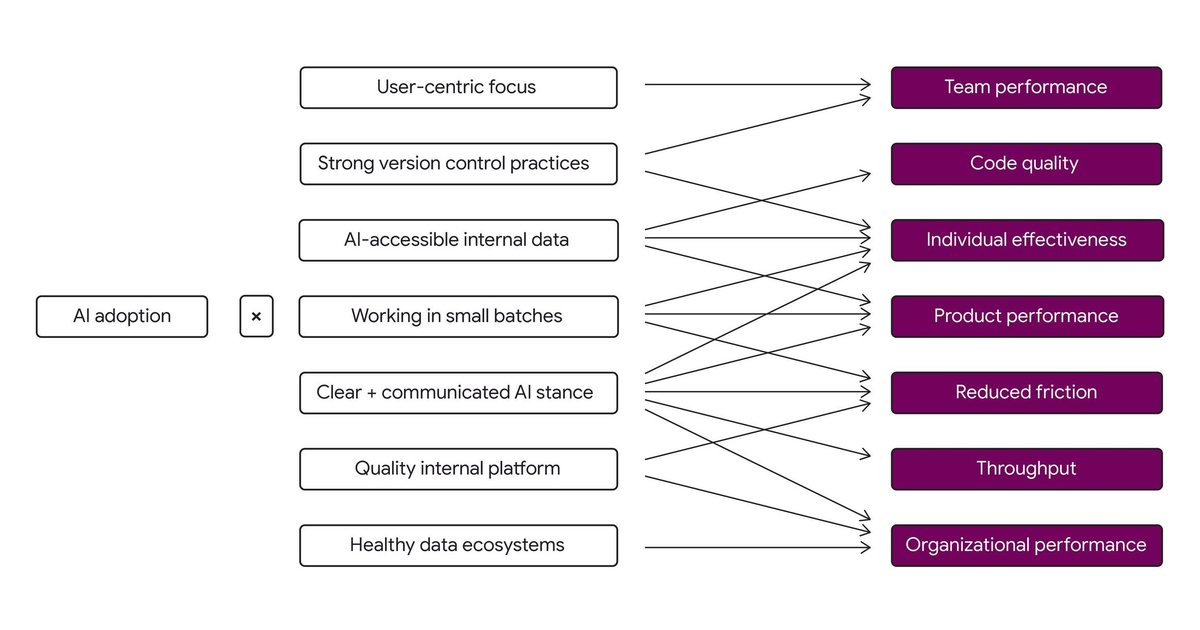 User-centric focus
Team performance
Strong version control practices
Code quality
AI-accessible internal data
Individual effectiveness
AI adoption
×
Working in small batches
Product performance
Clear + communicated AI stance
Reduced friction
Quality internal platform
Throughput
Healthy data ecosystems
Organizational performance